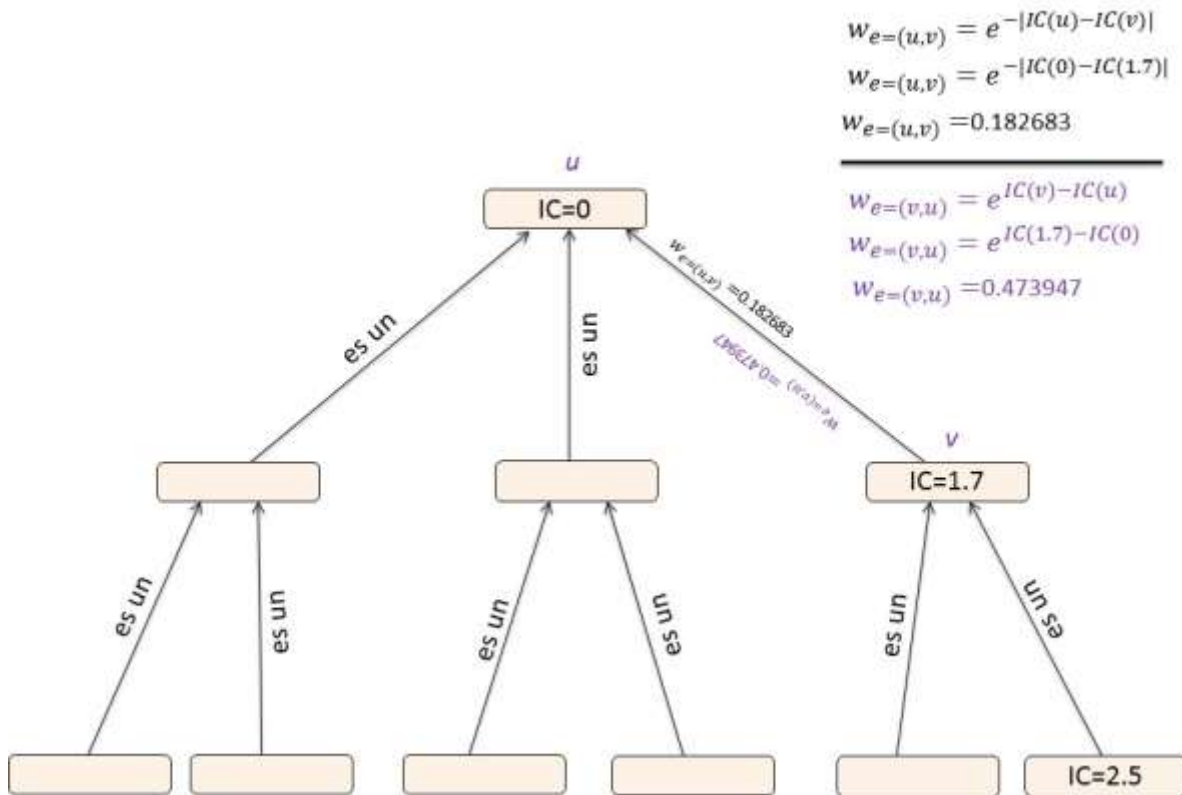 w_{e=(u,v)} = e^{-|IC(u)-IC(v)|}
w_{e=(u,v)} = e^{-|IC(0)-IC(1.7)|}
w_{e=(u,v)} =0.182683
w_{e=(v,u)} = e^{IC(v)-IC(u)}
w_{e=(v,u)} = e^{IC(1.7)-IC(0)}
w_{e=(v,u)} =0.473947
u
IC=0
es un
es un
w_{e=(u,v)} =0.182683
w_{e=(v,u)} =0.473947
v
IC=1.7
es un
es un
es un
es un
es un
es un
IC=2.5